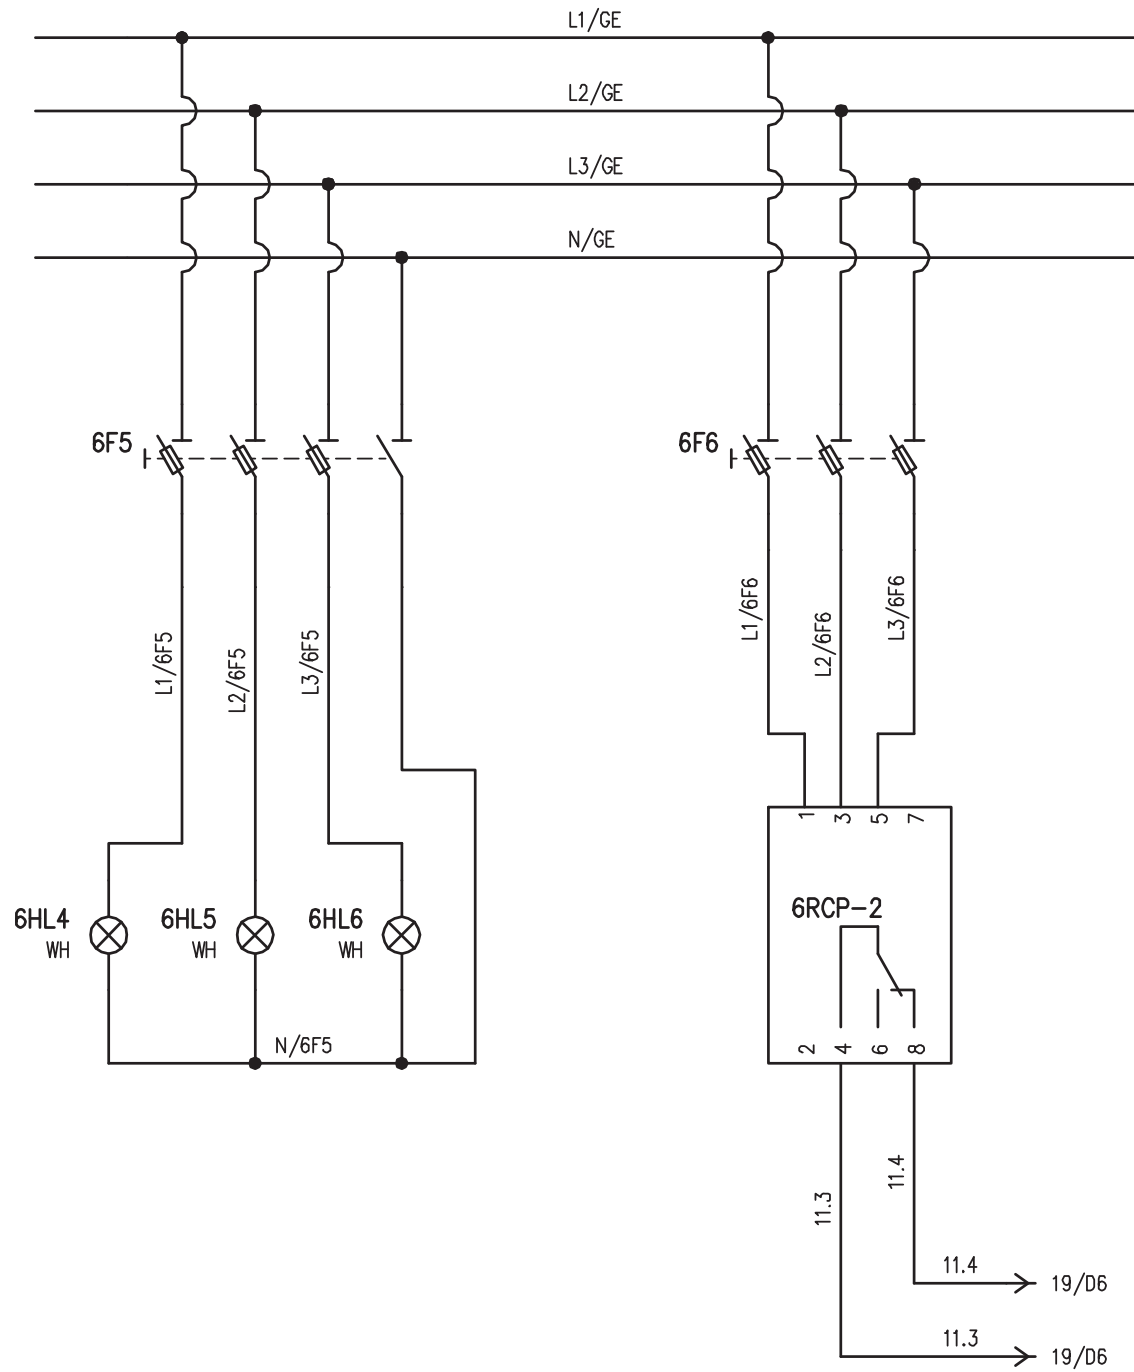 L1/GE
L2/GE
L3/GE
N/GE
6F5
6F6
L1/6F5
L2/6F5
L3/6F5
L1/6F6
L2/6F6
L3/6F6
1 3 5 7
6RCP-2
6HL4
WH
6HL5
WH
6HL6
WH
N/6F5
2 4 6 8
11.3
11.4
11.4
19/D6
11.3
19/D6